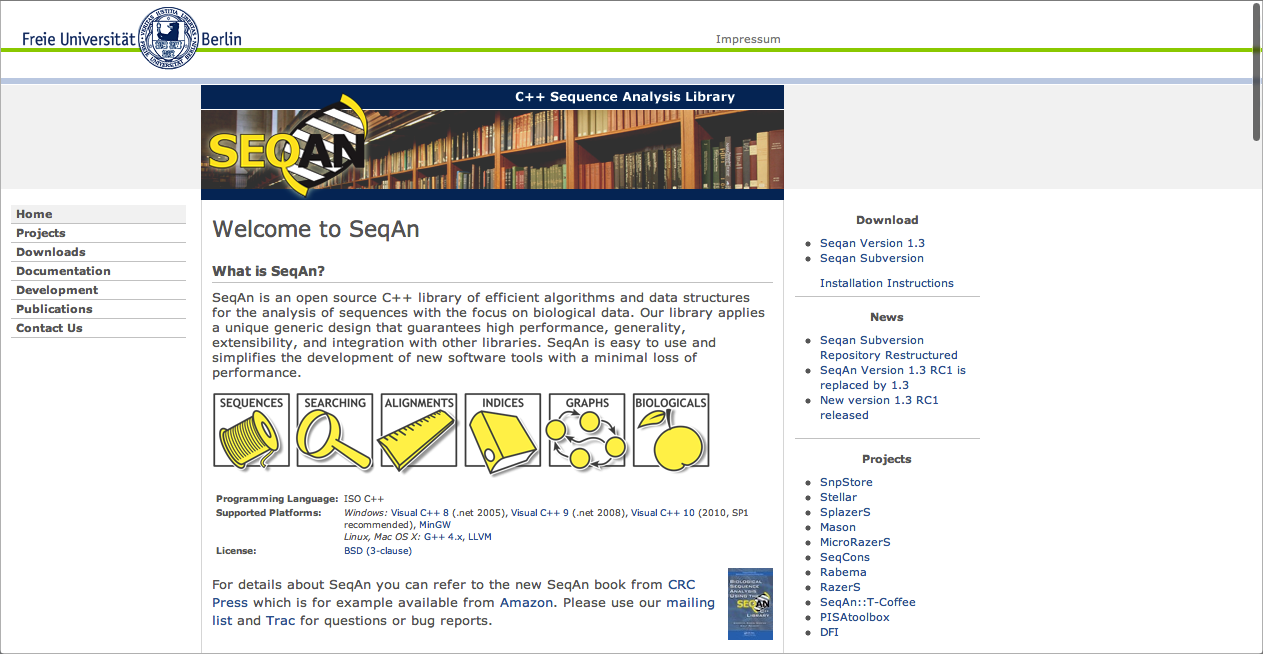 Freie Universität Berlin
Impressum
C++ Sequence Analysis Library
SEQAN
Home
Projects
Downloads
Documentation
Development
Publications
Contact Us
Welcome to SeqAn
What is SeqAn?
SeqAn is an open source C++ library of efficient algorithms and data structures
for the analysis of sequences with the focus on biological data. Our library applies
a unique generic design that guarantees high performance, generality,
extensibility, and integration with other libraries. SeqAn is easy to use and
simplifies the development of new software tools with a minimal loss of
performance.
SEQUENCES SEARCHING ALIGNMENTS INDICES GRAPHS BIOLOGICALS
Programming Language: ISO C++
Supported Platforms: Windows: Visual C++ 8 (.net 2005), Visual C++ 9 (.net 2008), Visual C++ 10 (2010, SP1
recommended), MinGW
Linux, Mac OS X: G++ 4.x, LLVM
License: BSD (3-clause)
For details about SeqAn you can refer to the new SeqAn book from CRC
Press which is for example available from Amazon. Please use our mailing
list and Trac for questions or bug reports.
BIOLOGICAL
SEQUENCE
ANALYSIS
USING THE
SEQAN
C++
LIBRARY
Download
Seqan Version 1.3
Seqan Subversion
Installation Instructions
News
Seqan Subversion
Repository Restructured
SeqAn Version 1.3 RC1 is
replaced by 1.3
New version 1.3 RC1
released
Projects
SnpStore
Stellar
SplazerS
Mason
MicroRazerS
SeqCons
Rabema
RazerS
SeqAn::T-Coffee
PISAtoolbox
DFI